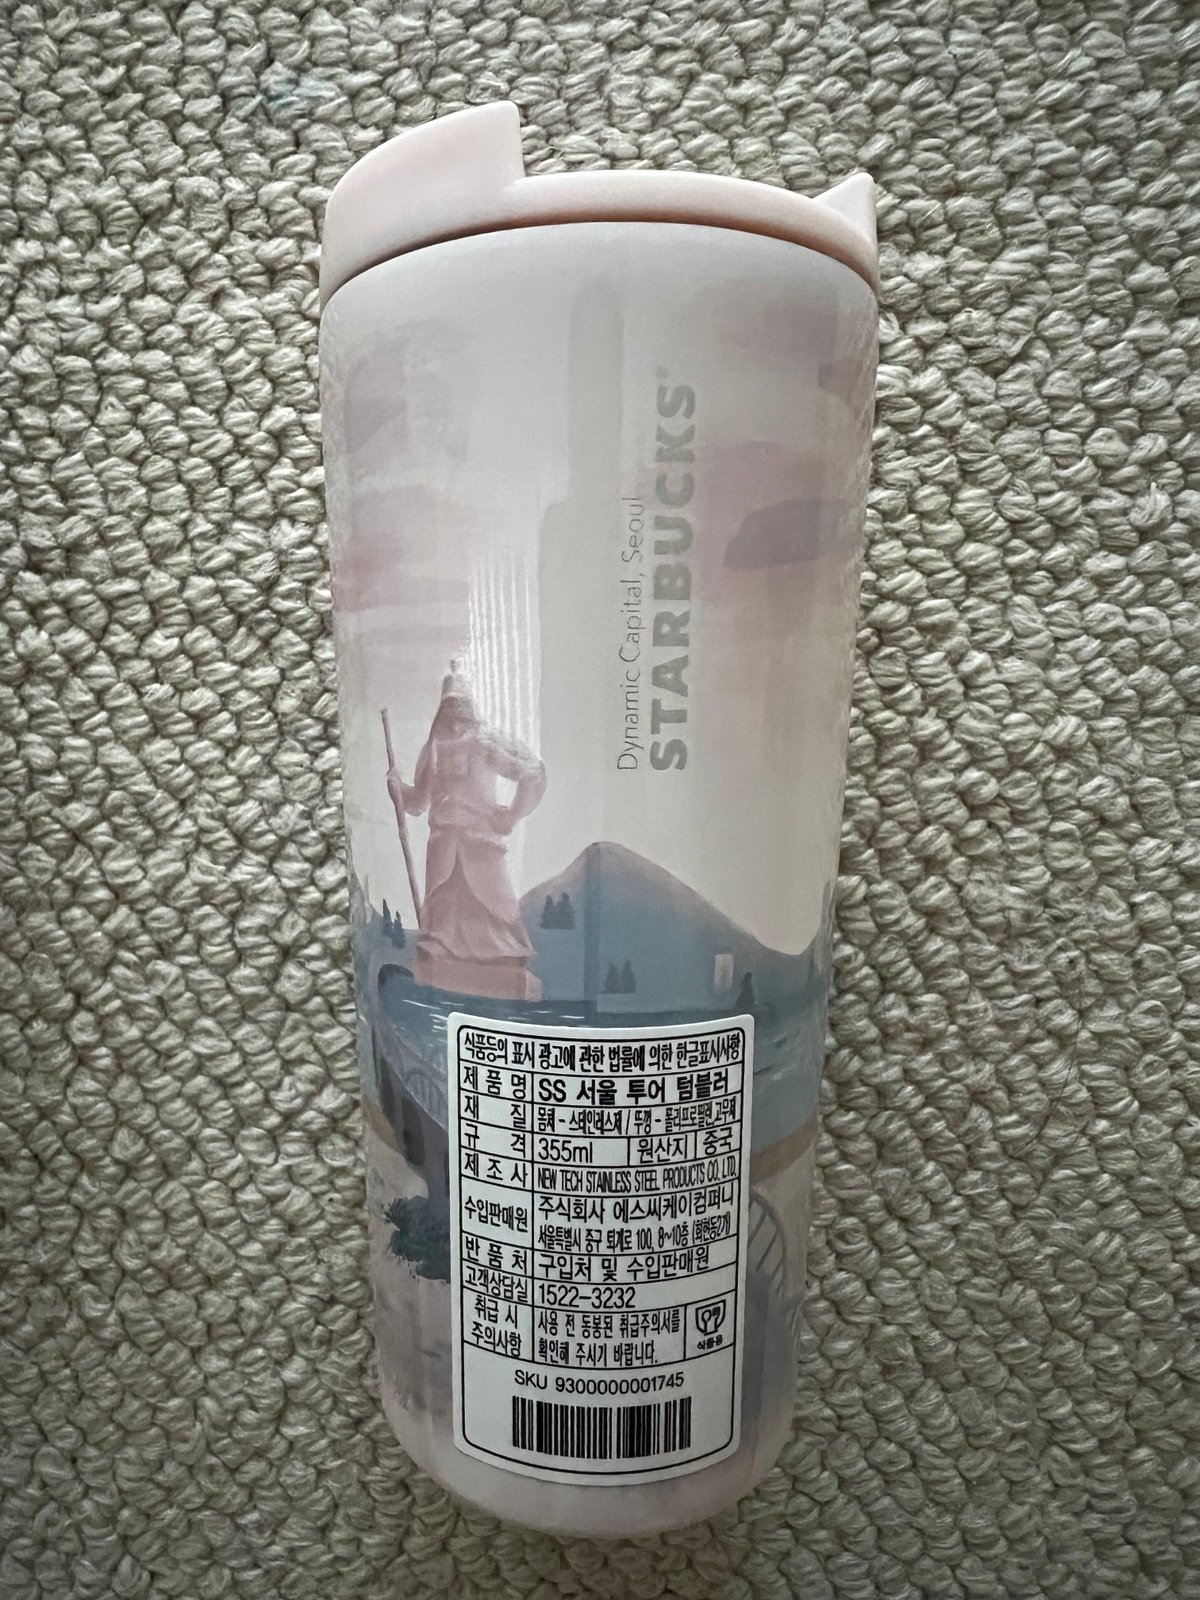 Dynamic Capital, Seoul
STARBUCKS
식품등의 표시 광고에 관한 법률에 의한 한글표시사항
제 품 명 SS 서울 투어 텀블러
재 질 몸체 - 스테인레스제 / 뚜껑 - 폴리프로필렌,고무제
규 격 355ml 원산지 중국
제 조 사 NEW TECH STAINLESS STEEL PRODUCTS CO., LTD.
수입판매원 주식회사 에스씨케이컴퍼니
서울특별시 중구 퇴계로 100, 8~10층 (회현동2가)
반 품 처 구입처 및 수입판매원
고객상담실 1522-3232
취급 시 주의사항 사용 전 동봉된 취급주의서를
확인해 주시기 바랍니다.
식품용
SKU 9300000001745